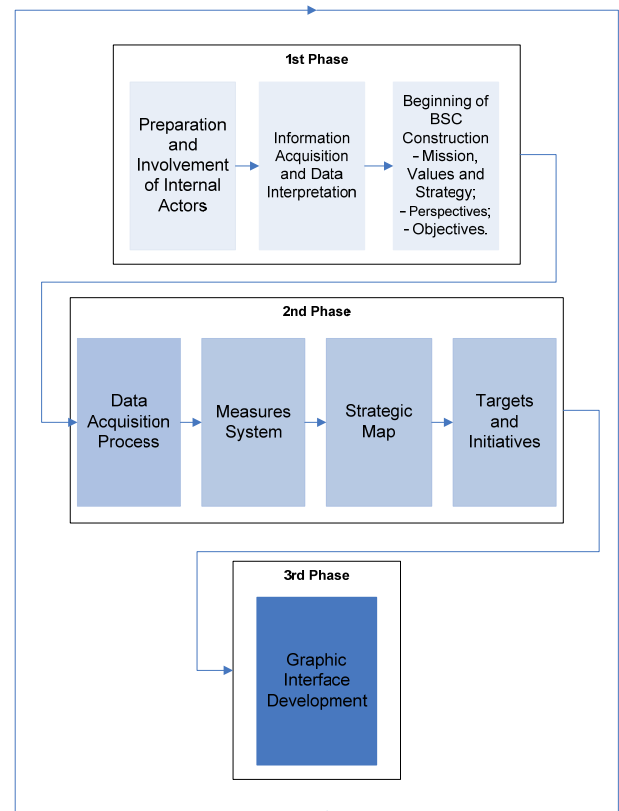 1st Phase
Preparation
and
Involvement
of Internal
Actors
Information
Acquisition
and Data
Interpretation
Beginning of
BSC
Construction
– Mission,
Values and
Strategy;
– Perspectives;
– Objectives.
2nd Phase
Data
Acquisition
Process
Measures
System
Strategic
Map
Targets
and
Initiatives
3rd Phase
Graphic
Interface
Development